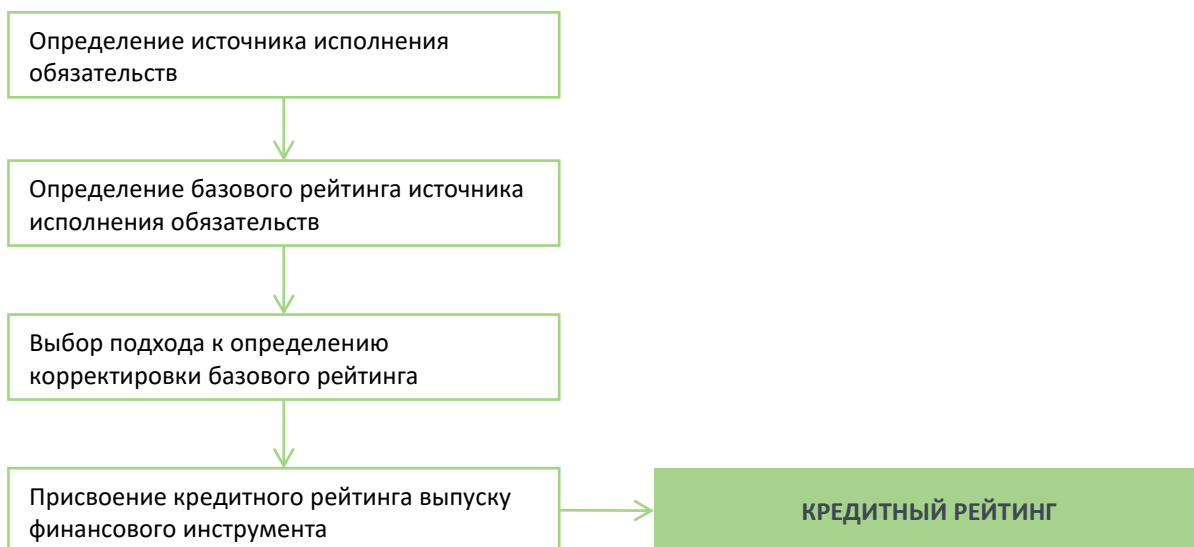 Определение источника исполнения
обязательств
Определение базового рейтинга источника
исполнения обязательств
Выбор подхода к определению
корректировки базового рейтинга
Присвоение кредитного рейтинга выпуску
финансового инструмента
КРЕДИТНЫЙ РЕЙТИНГ